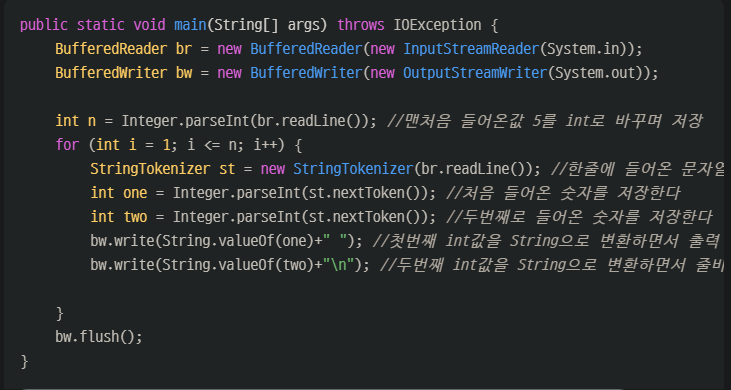 public static void main(String[] args) throws IOException {
BufferedReader br = new BufferedReader(new InputStreamReader(System.in));
BufferedWriter bw = new BufferedWriter(new OutputStreamWriter(System.out));
int n = Integer.parseInt(br.readLine()); //맨처음 들어온값 5를 int로 바꾸며 저장
for (int i = 1; i <= n; i++) {
StringTokenizer st = new StringTokenizer(br.readLine()); //한줄에 들어온 문자열
int one = Integer.parseInt(st.nextToken()); //처음 들어온 숫자를 저장한다
int two = Integer.parseInt(st.nextToken()); //두번째로 들어온 숫자를 저장한다
bw.write(String.valueOf(one)+" "); //첫번째 int값을 String으로 변환하면서 출력
bw.write(String.valueOf(two)+"\n"); //두번째 int값을 String으로 변환하면서
}
bw.flush();
}